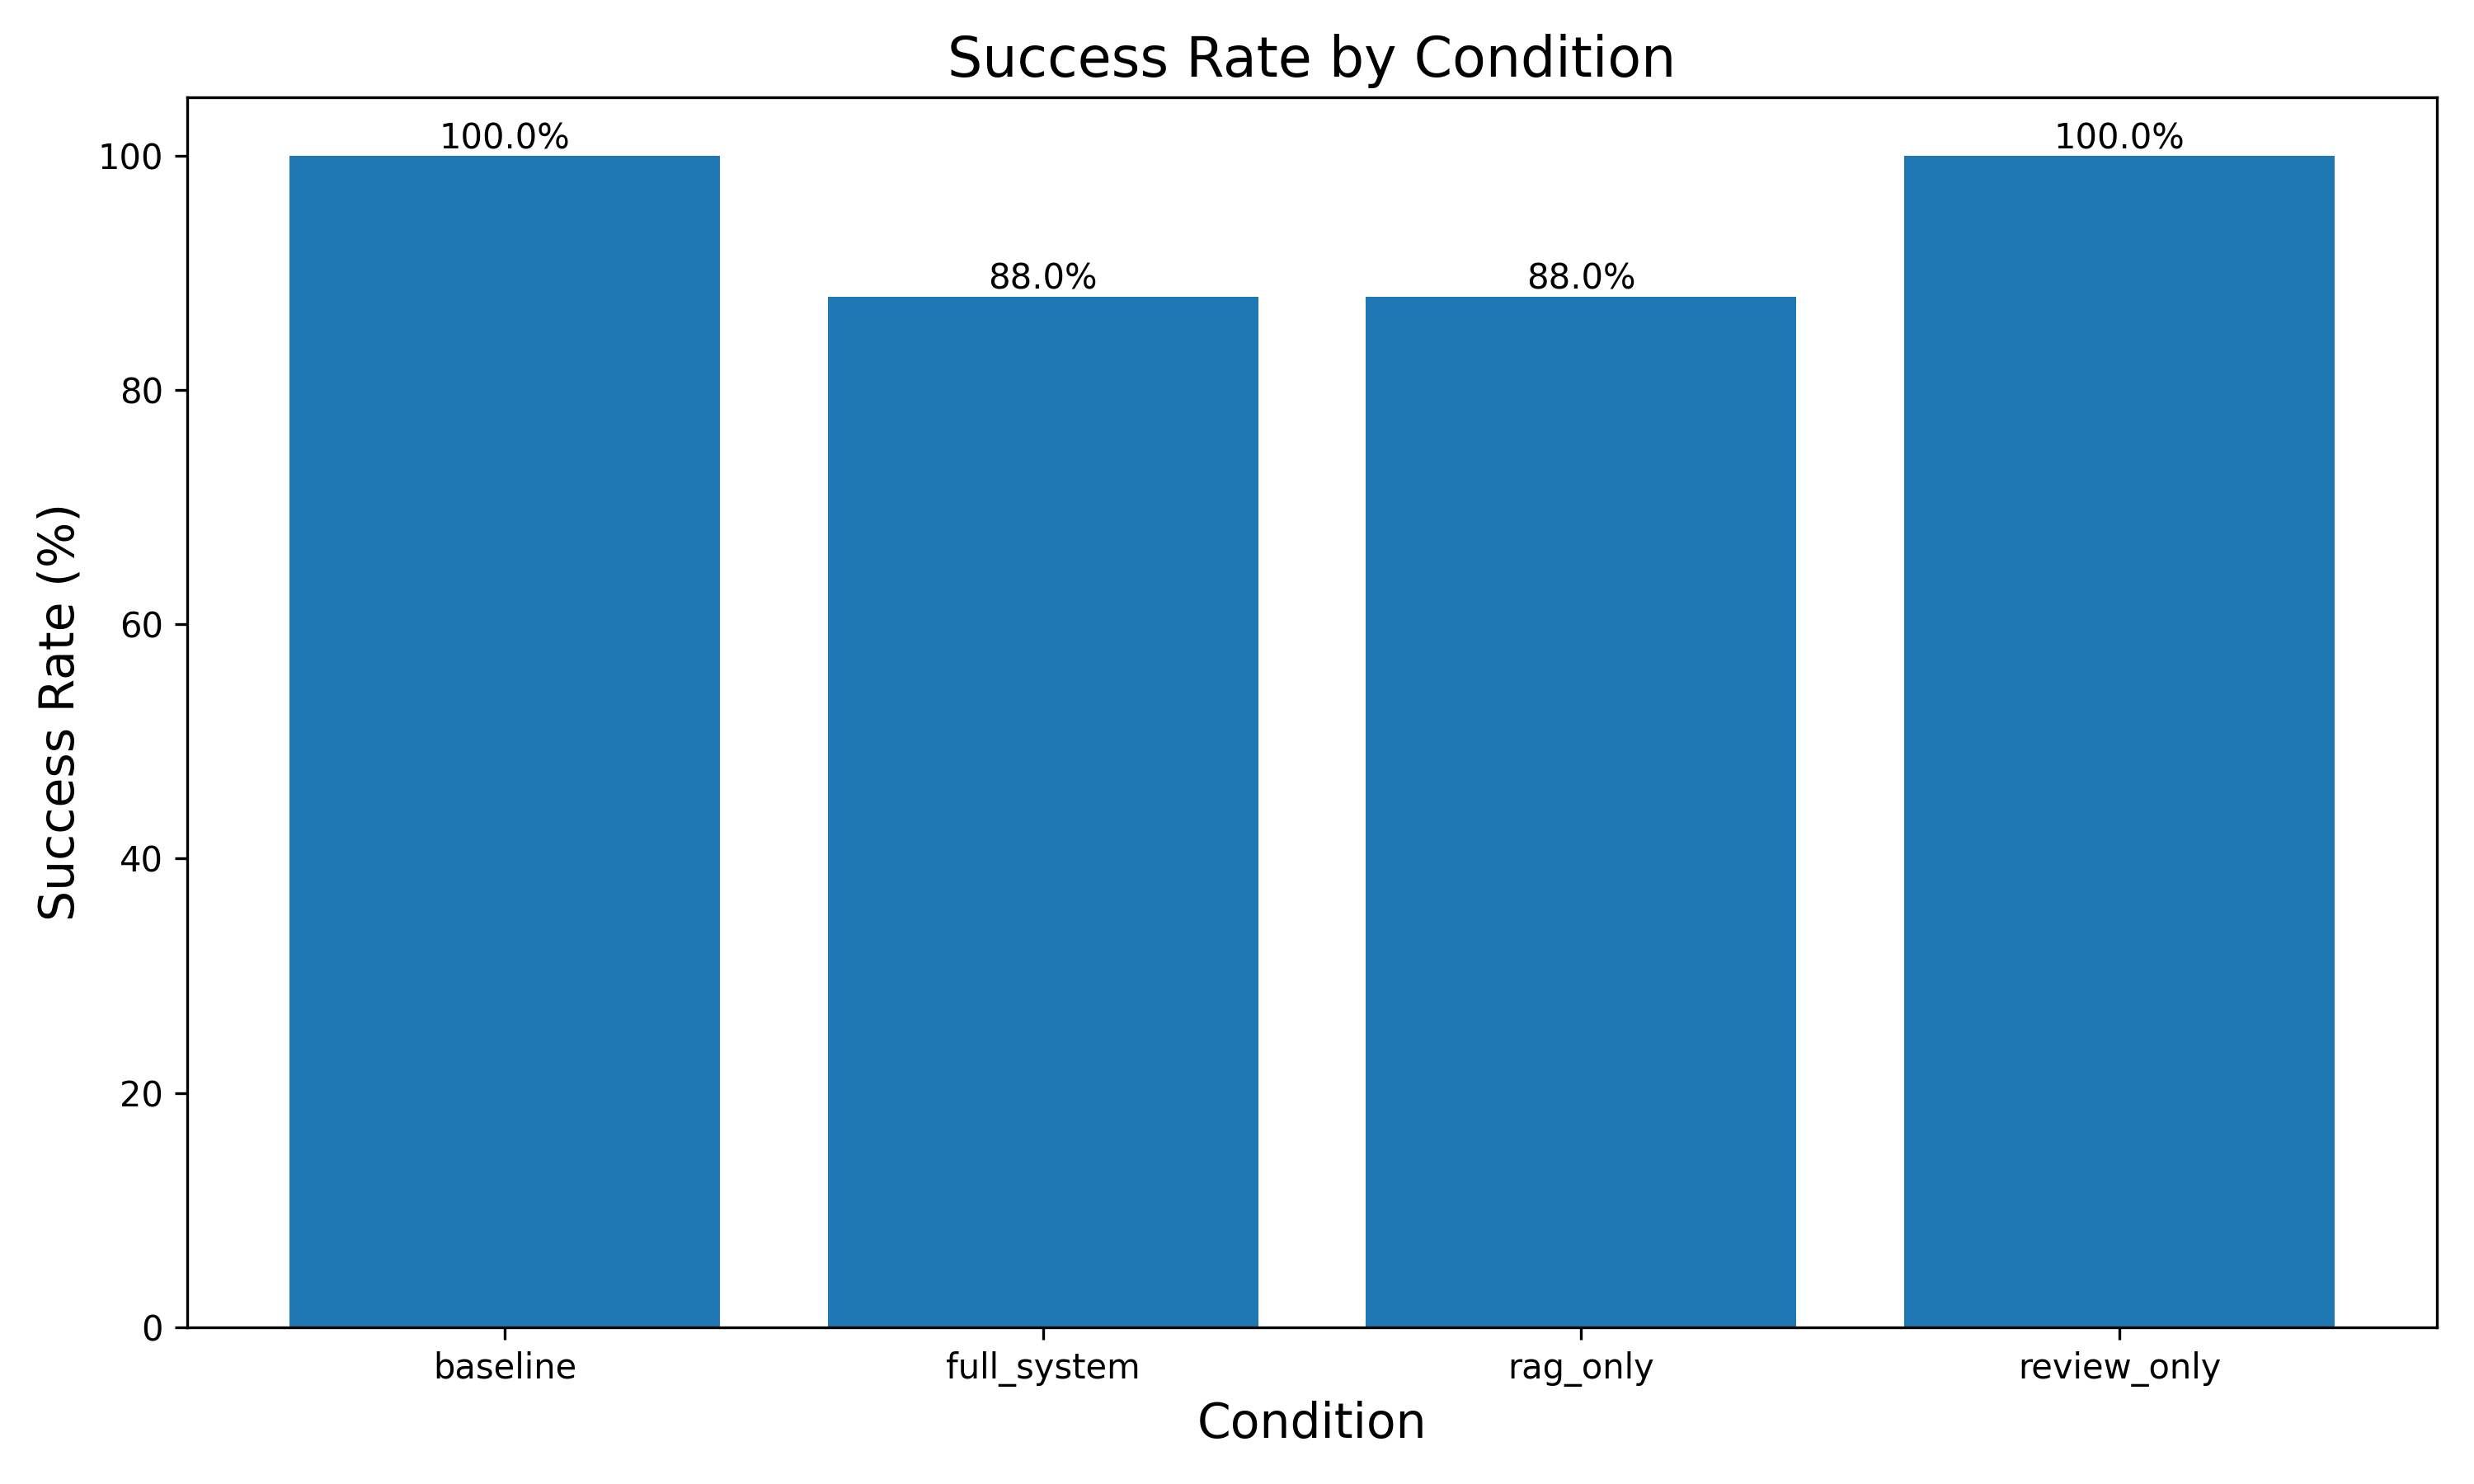 Success Rate by Condition
Success Rate (%)
100
80
60
40
20
0
100.0%
88.0%
88.0%
100.0%
baseline
full_system
rag_only
review_only
Condition